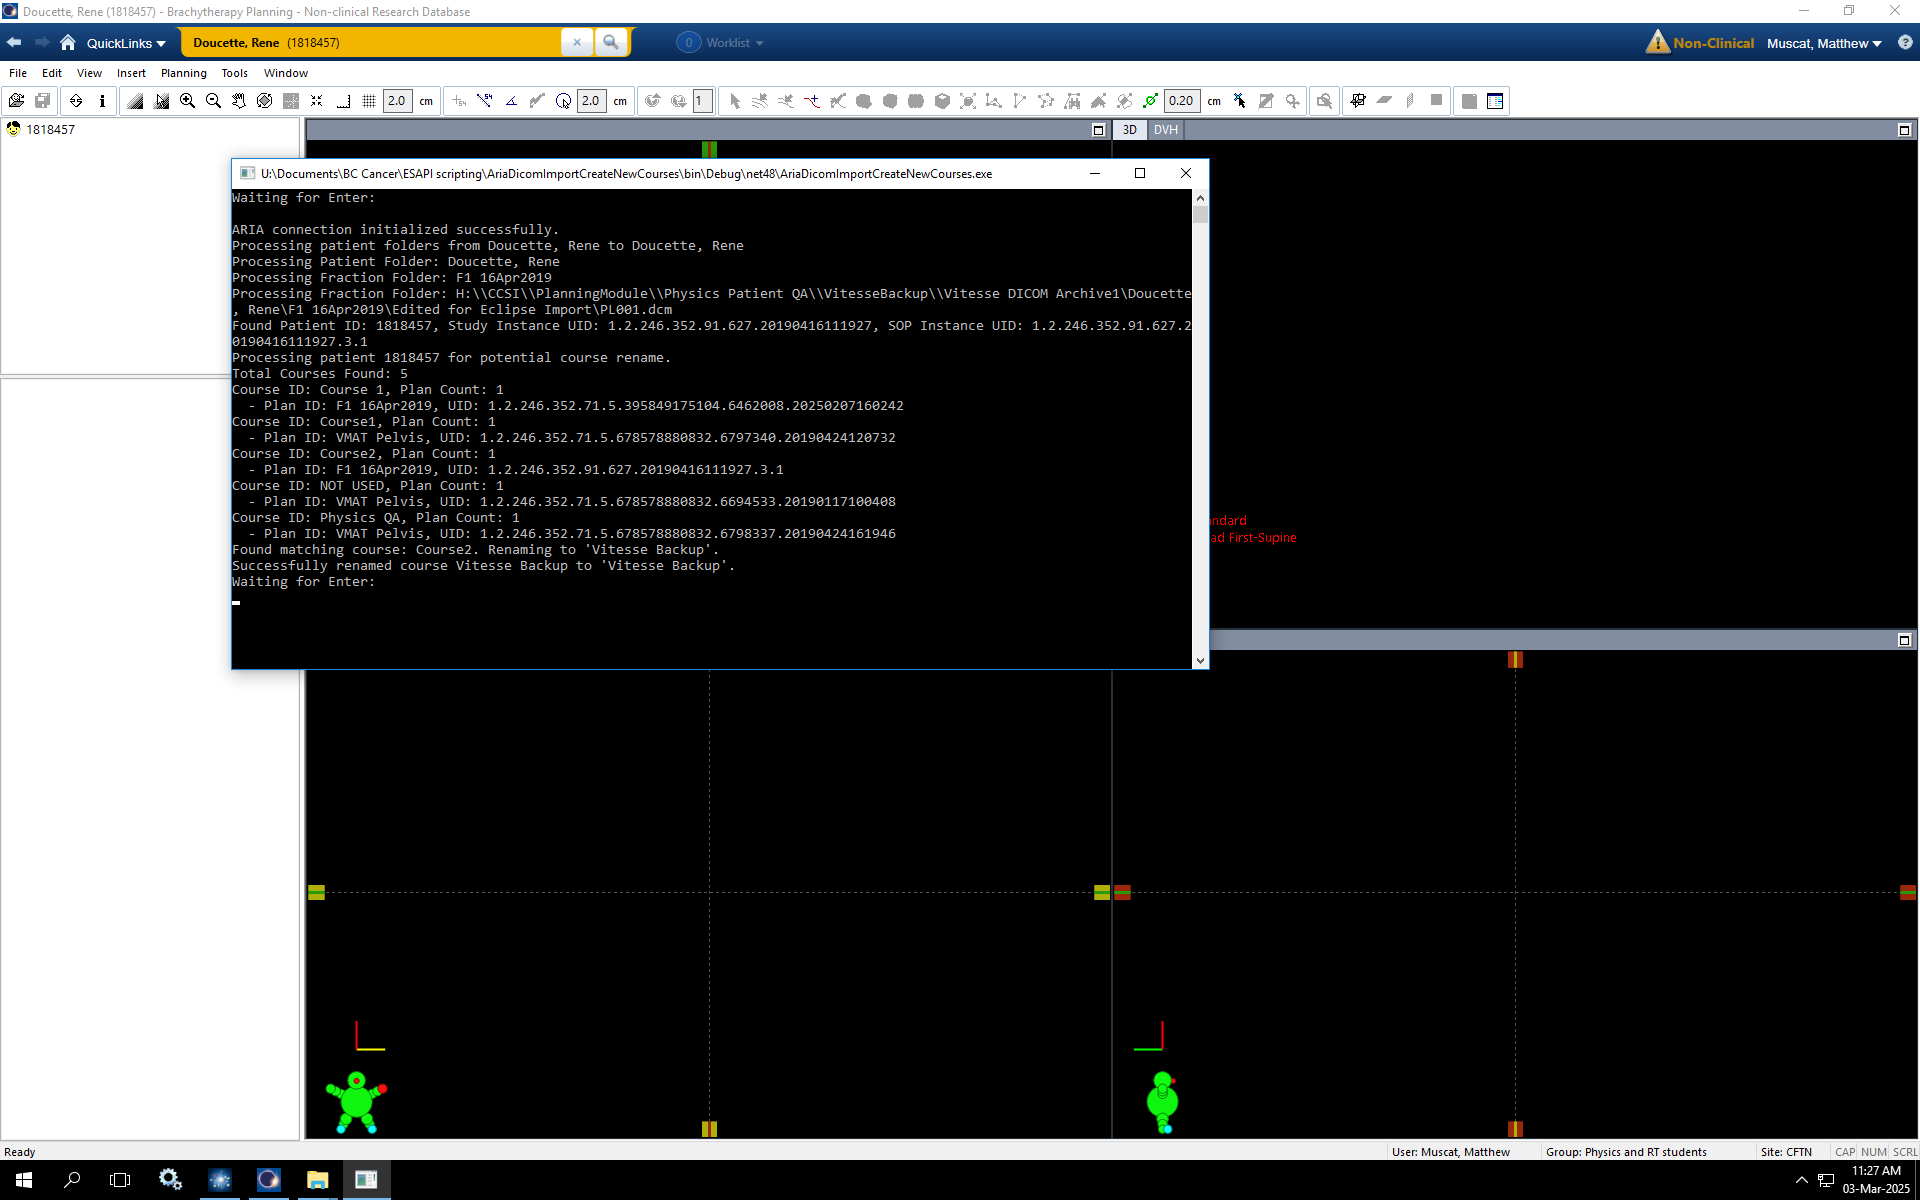 Doucette, Rene (1818457) - Brachytherapy Planning - Non-clinical Research Database
QuickLinks
Doucette, Rene (1818457)
0 Worklist
Non-Clinical
Muscat, Matthew
File Edit View Insert Planning Tools Window
2.0 cm
2.0 cm
1
0.20 cm
1818457
3D DVH
U:\Documents\BC Cancer\ESAPI scripting\AriaDicomImportCreateNewCourses\bin\Debug\net48\AriaDicomImportCreateNewCourses.exe
Waiting for Enter:
ARIA connection initialized successfully.
Processing patient folders from Doucette, Rene to Doucette, Rene
Processing Patient Folder: Doucette, Rene
Processing Fraction Folder: F1 16Apr2019
Processing Fraction Folder: H:\\CCSI\\PlanningModule\\Physics Patient QA\\VitesseBackup\\Vitesse DICOM Archive1\Doucette
, Rene\F1 16Apr2019\Edited for Eclipse Import\PL001.dcm
Found Patient ID: 1818457, Study Instance UID: 1.2.246.352.91.627.20190416111927, SOP Instance UID: 1.2.246.352.91.627.2
0190416111927.3.1
Processing patient 1818457 for potential course rename.
Total Courses Found: 5
Course ID: Course 1, Plan Count: 1
- Plan ID: F1 16Apr2019, UID: 1.2.246.352.71.5.395849175104.6462008.20250207160242
Course ID: Course1, Plan Count: 1
- Plan ID: VMAT Pelvis, UID: 1.2.246.352.71.5.678578880832.6797340.20190424120732
Course ID: Course2, Plan Count: 1
- Plan ID: F1 16Apr2019, UID: 1.2.246.352.91.627.20190416111927.3.1
Course ID: NOT USED, Plan Count: 1
- Plan ID: VMAT Pelvis, UID: 1.2.246.352.71.5.678578880832.6694533.20190117100408
Course ID: Physics QA, Plan Count: 1
- Plan ID: VMAT Pelvis, UID: 1.2.246.352.71.5.678578880832.6798337.20190424161946
Found matching course: Course2. Renaming to 'Vitesse Backup'.
Successfully renamed course Vitesse Backup to 'Vitesse Backup'.
Waiting for Enter:
ndard
ad First-Supine
Ready
User: Muscat, Matthew
Group: Physics and RT students
Site: CFTN
CAP NUM SCRL
11:27 AM
03-Mar-2025